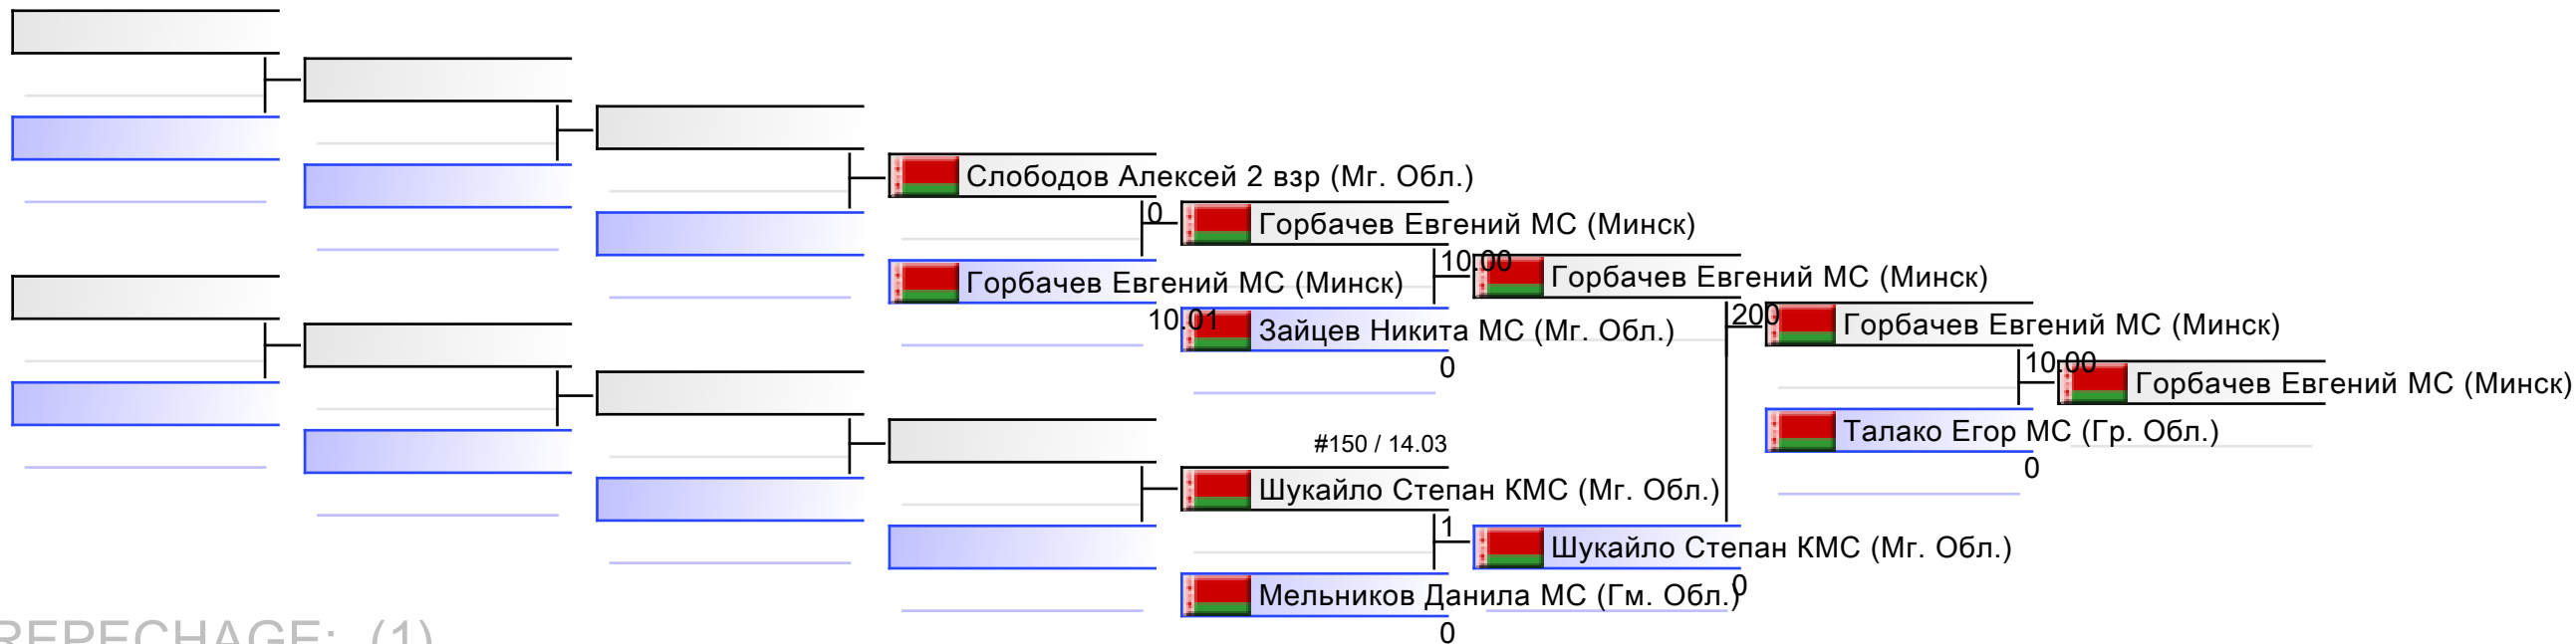 Слободов Алексей 2 взр (Мг. Обл.)
0
Горбачев Евгений МС (Минск)
10.00
Горбачев Евгений МС (Минск)
Горбачев Евгений МС (Минск)
10.01
Зайцев Никита МС (Мг. Обл.)
0
200
Горбачев Евгений МС (Минск)
10.00
Горбачев Евгений МС (Минск)
Талако Егор МС (Гр. Обл.)
0
#150 / 14.03
Шукайло Степан КМС (Мг. Обл.)
1
Шукайло Степан КМС (Мг. Обл.)
0
Мельников Данила МС (Гм. Обл.)
0
REPECHAGE: (1)